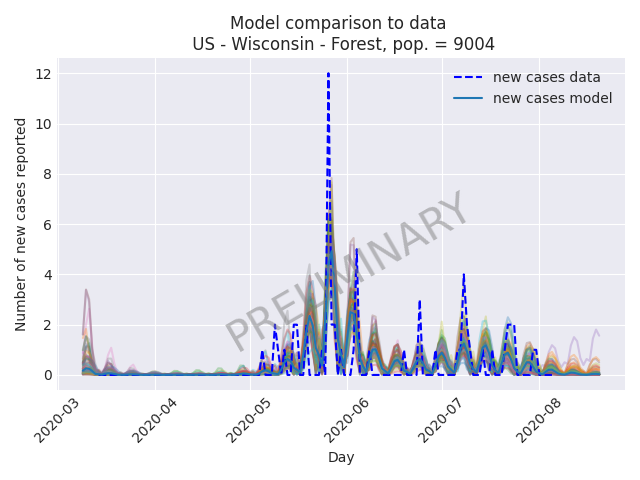 Model comparison to data
US - Wisconsin - Forest, pop. = 9004
new cases data
new cases model
PRELIMINARY
Number of new cases reported
12
10
8
6
4
2
0
2020-03
2020-04
2020-05
2020-06
2020-07
2020-08
Day